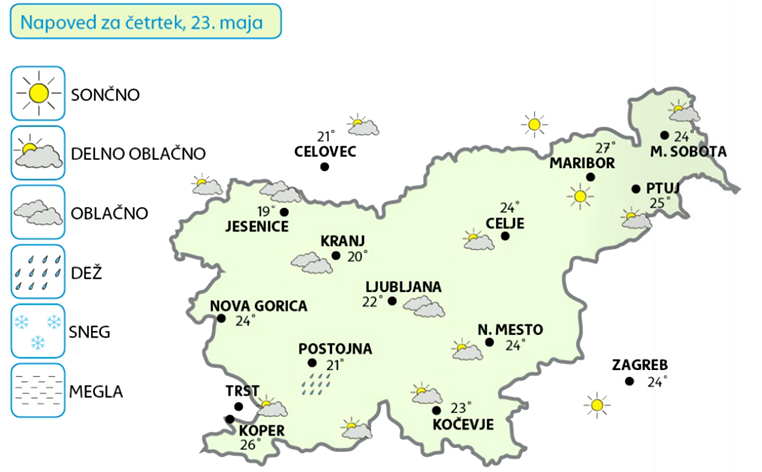 Napoved za četrtek, 23. maja
SONČNO
DELNO OBLAČNO
OBLAČNO
DEŽ
SNEG
MEGLA
21°
CELOVEC
27°
MARIBOR
24°
M. SOBOTA
PTUJ
25°
19°
JESENICE
24°
CELJE
KRANJ
20°
LJUBLJANA
22°
NOVA GORICA
24°
N. MESTO
24°
POSTOJNA
21°
ZAGREB
24°
TRST
KOPER
26°
23°
KOČEVJE